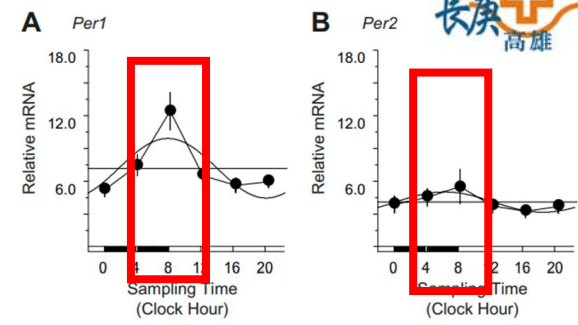 A Per1
Relative mRNA
18.0
12.0
6.0
0 4 8 12 16 20
Sampling Time
(Clock Hour)
B Per2
Relative mRNA
18.0
12.0
6.0
0 4 8 12 16 20
Sampling Time
(Clock Hour)
長庚
高雄